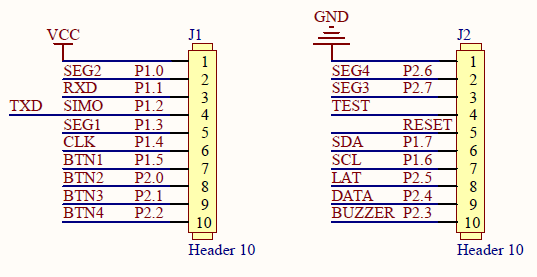 GND
VCC J1 J2
1 1
SEG2 P1.0 2 SEG4 P2.6 2
RXD P1.1 3 SEG3 P2.7 3
TXD SIMO P1.2 4 TEST 4
SEG1 P1.3 5 RESET 5
CLK P1.4 6 SDA P1.7 6
BTN1 P1.5 7 SCL P1.6 7
BTN2 P2.0 8 LAT P2.5 8
BTN3 P2.1 9 DATA P2.4 9
BTN4 P2.2 10 BUZZER P2.3 10
Header 10 Header 10